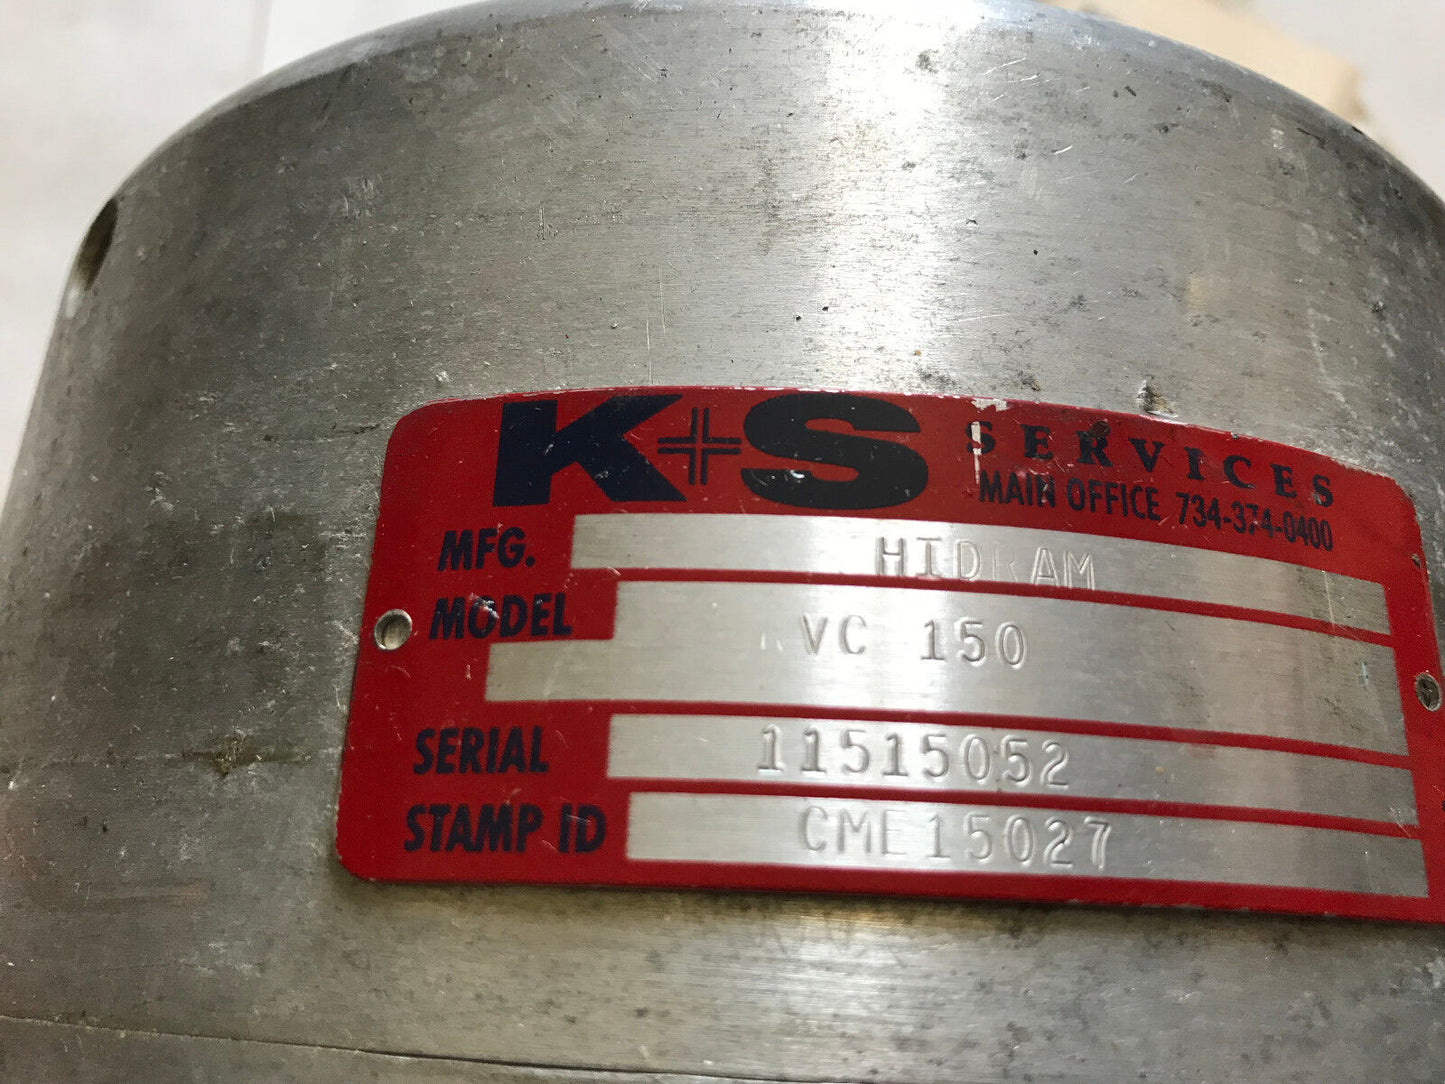 K+S SERVICES
MAIN OFFICE 734-374-0400
MFG. HIDRAM
MODEL VC 150
SERIAL 11515052
STAMP ID CME15027